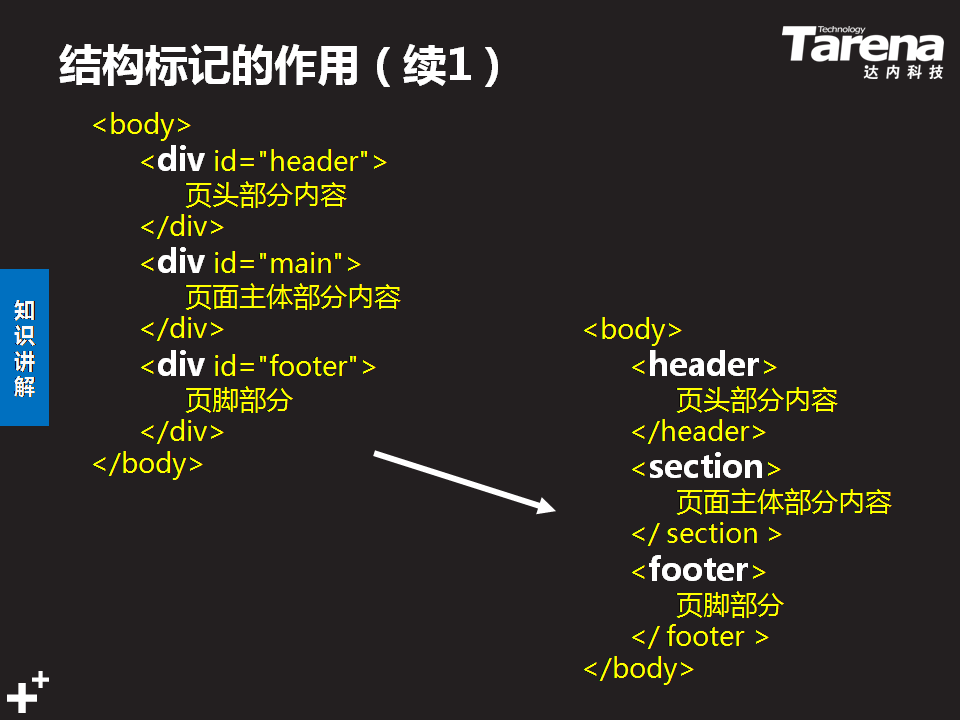 结构标记的作用（续1）
Technology
Tarena
达内科技
<body>
<div id="header">
页头部分内容
</div>
<div id="main">
页面主体部分内容
</div>
<div id="footer">
页脚部分
</div>
</body>
知识讲解
<body>
<header>
页头部分内容
</header>
<section>
页面主体部分内容
</ section >
<footer>
页脚部分
</ footer >
</body>